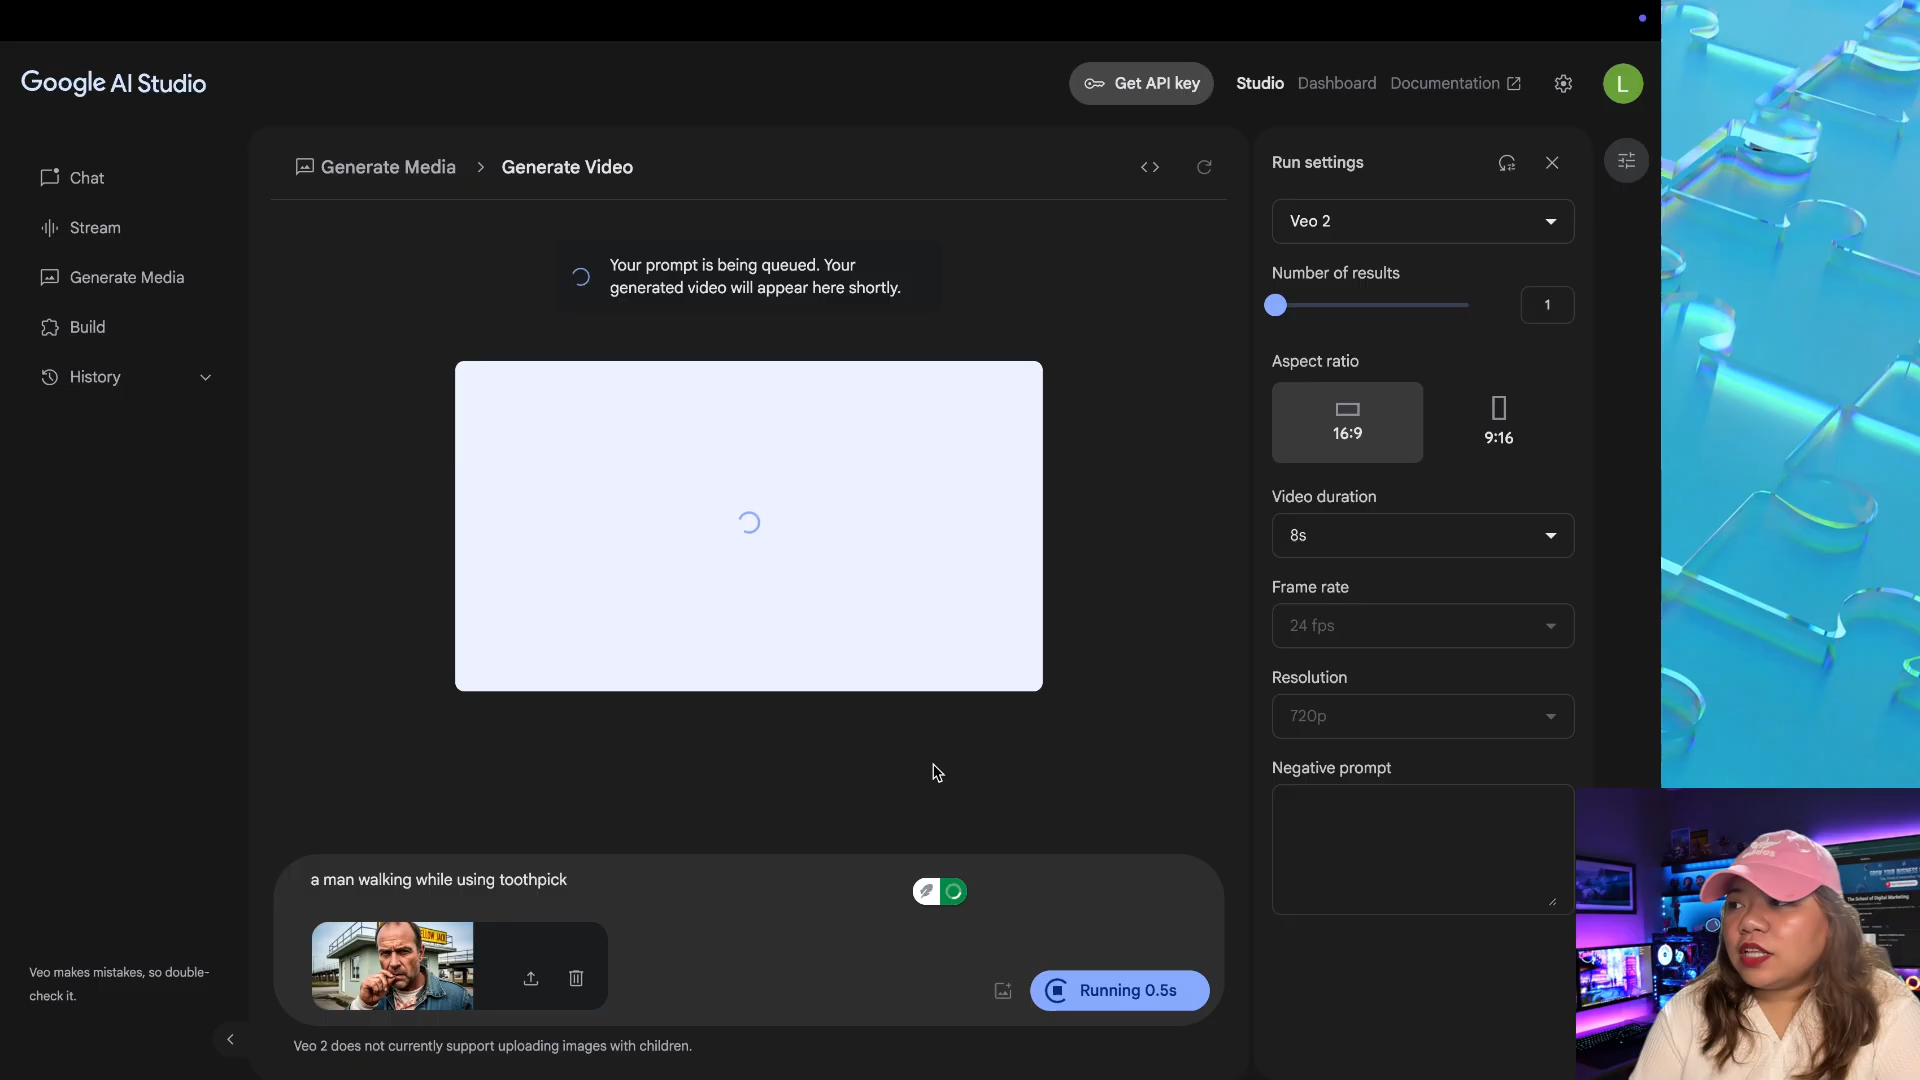 Google AI Studio
Get API key
Studio
Dashboard
Documentation
L
Chat
Stream
Generate Media
Build
History
Generate Media
Generate Video
Your prompt is being queued. Your
generated video will appear here shortly.
Run settings
Veo 2
Number of results
1
Aspect ratio
16:9
9:16
Video duration
8s
Frame rate
24 fps
Resolution
720p
Negative prompt
a man walking while using toothpick
Running 0.5s
Veo makes mistakes, so double-
check it.
Veo 2 does not currently support uploading images with children.